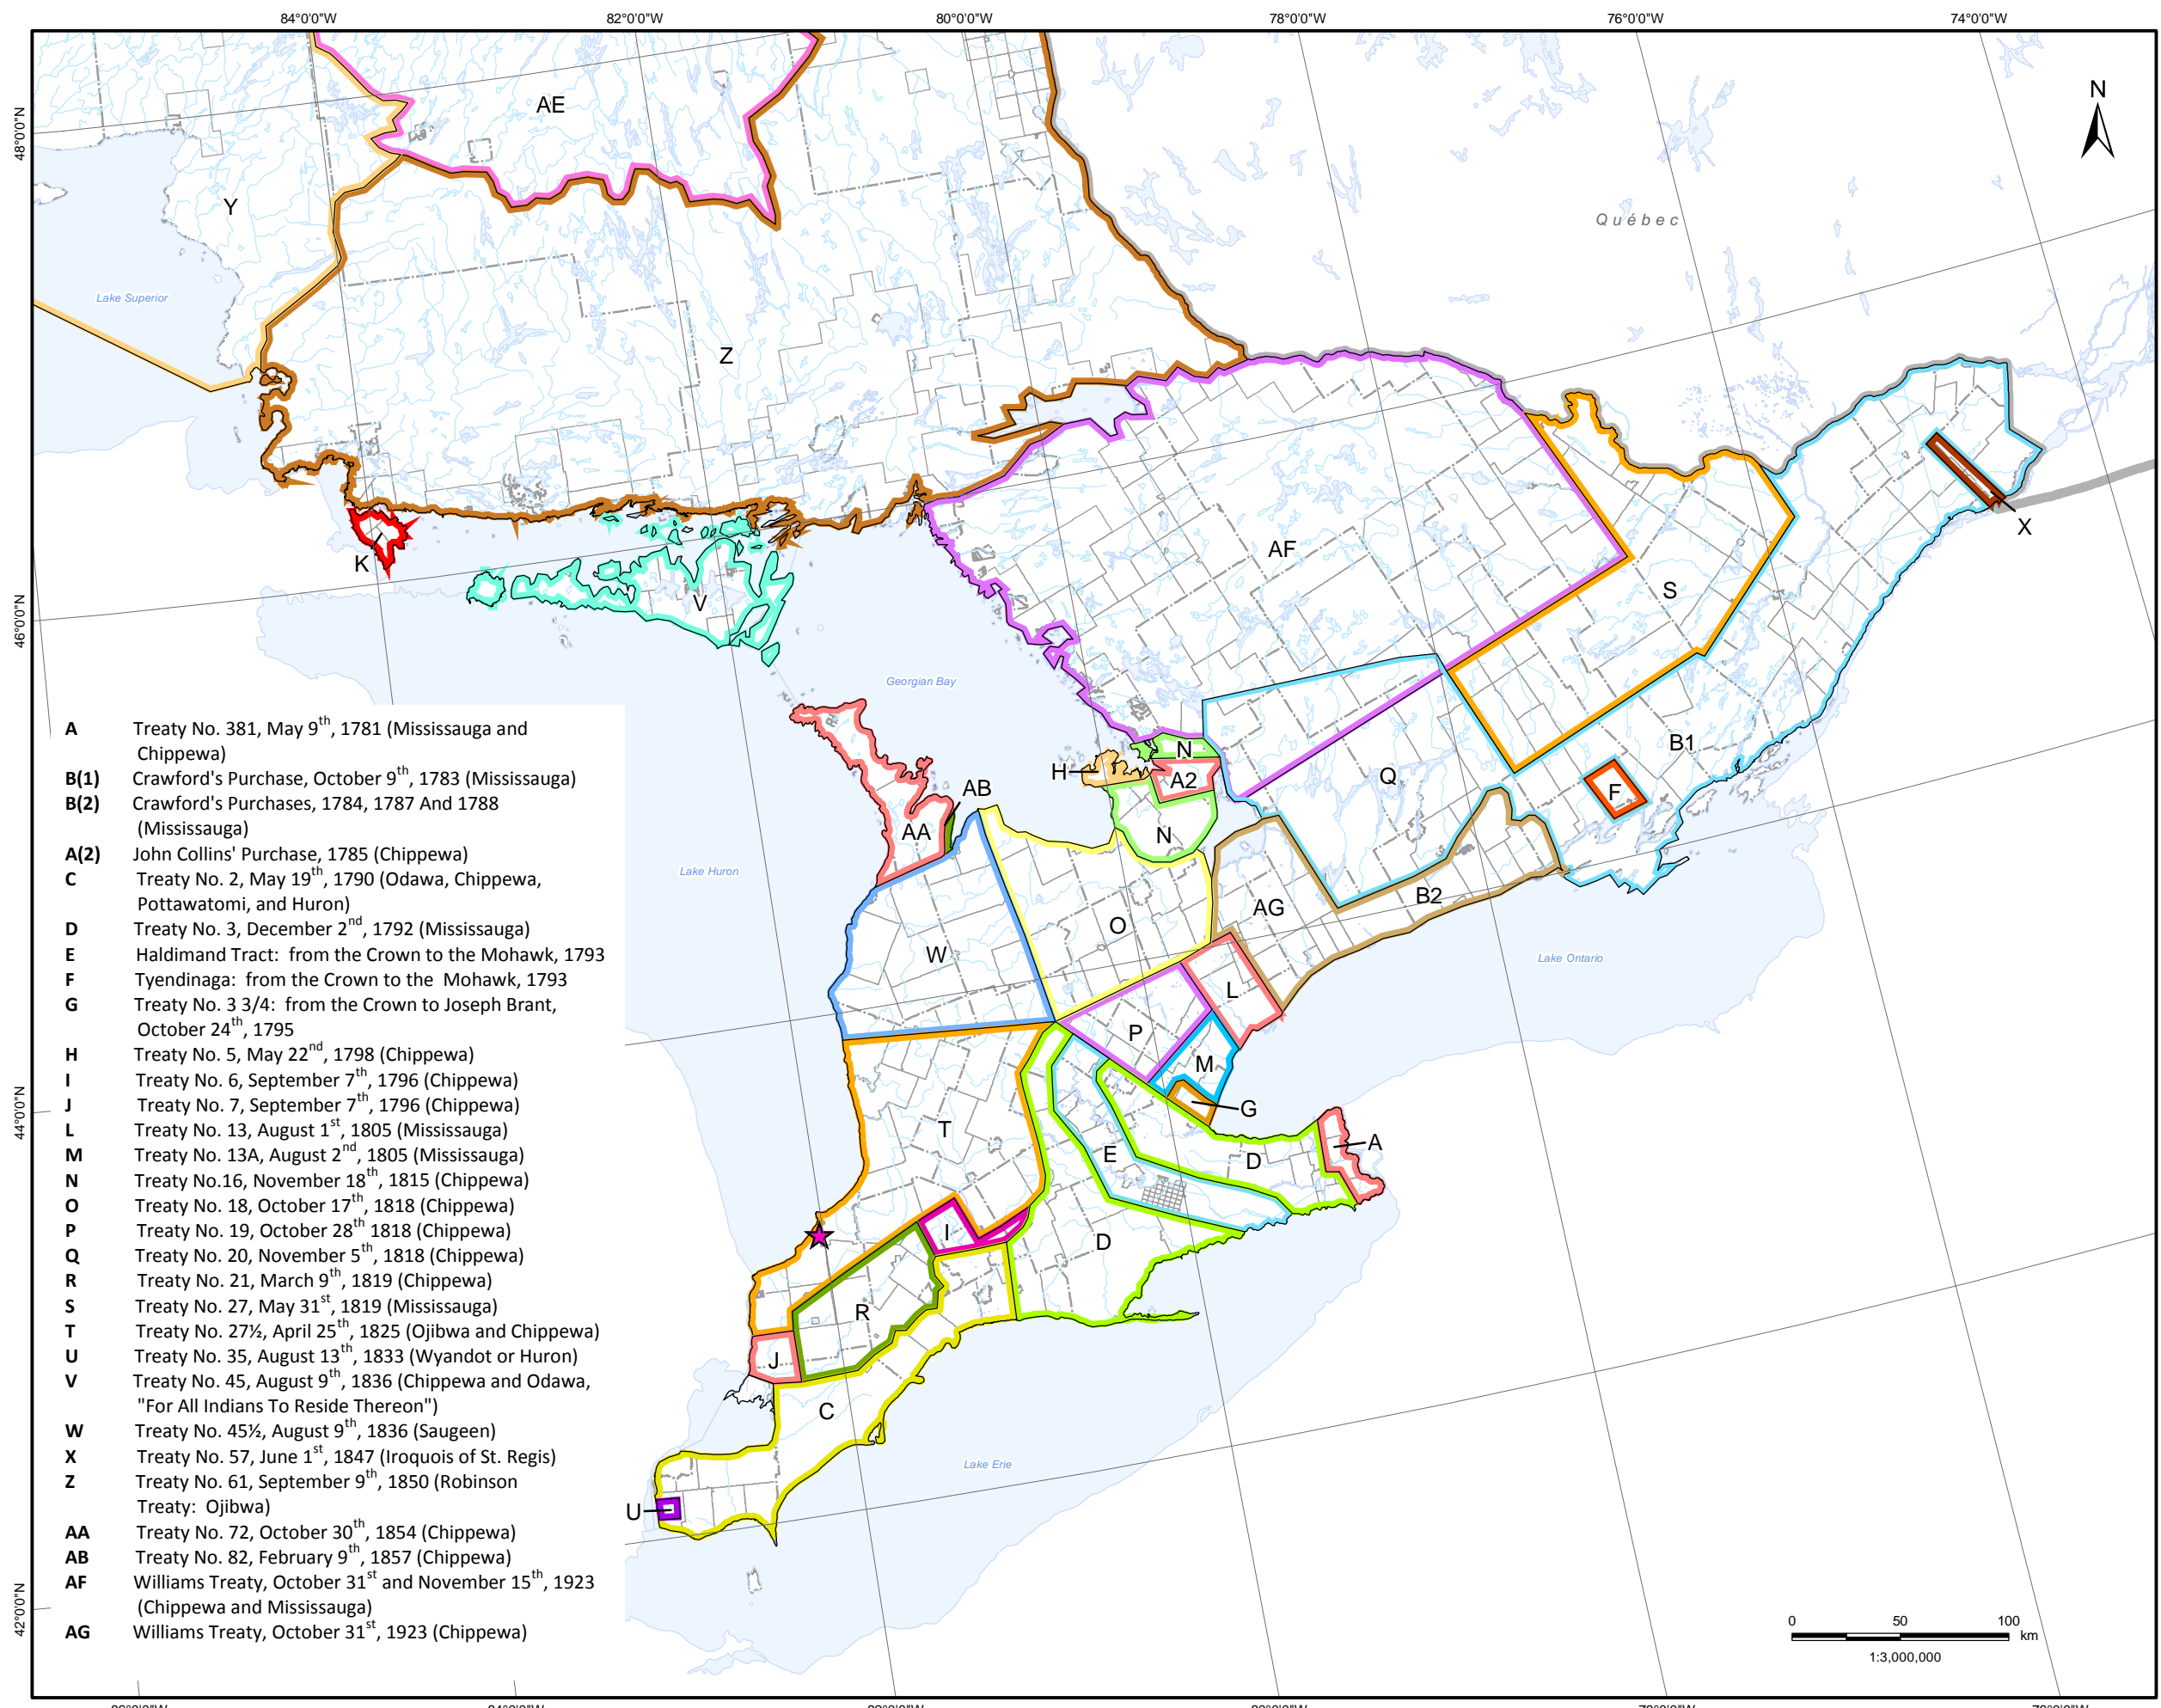 84°0'0"W 82°0'0"W 80°0'0"W 78°0'0"W 76°0'0"W 74°0'0"W
N
48°0'0"N
46°0'0"N
44°0'0"N
42°0'0"N
AE
Y
Québec
Lake Superior
Z
X
AF
K
S
V
Georgian Bay
N
B1
H
A2
Q
AB
F
AA
N
Lake Huron
B2
AG
O
W
Lake Ontario
L
P
M
G
T
A
E
D
I
D
R
J
C
Lake Erie
U
A Treaty No. 381, May 9th, 1781 (Mississauga and
Chippewa)
B(1) Crawford's Purchase, October 9th, 1783 (Mississauga)
B(2) Crawford's Purchases, 1784, 1787 And 1788
(Mississauga)
A(2) John Collins' Purchase, 1785 (Chippewa)
C Treaty No. 2, May 19th, 1790 (Odawa, Chippewa,
Pottawatomi, and Huron)
D Treaty No. 3, December 2nd, 1792 (Mississauga)
E Haldimand Tract: from the Crown to the Mohawk, 1793
F Tyendinaga: from the Crown to the Mohawk, 1793
G Treaty No. 3 3/4: from the Crown to Joseph Brant,
October 24th, 1795
H Treaty No. 5, May 22nd, 1798 (Chippewa)
I Treaty No. 6, September 7th, 1796 (Chippewa)
J Treaty No. 7, September 7th, 1796 (Chippewa)
L Treaty No. 13, August 1st, 1805 (Mississauga)
M Treaty No. 13A, August 2nd, 1805 (Mississauga)
N Treaty No.16, November 18th, 1815 (Chippewa)
O Treaty No. 18, October 17th, 1818 (Chippewa)
P Treaty No. 19, October 28th 1818 (Chippewa)
Q Treaty No. 20, November 5th, 1818 (Chippewa)
R Treaty No. 21, March 9th, 1819 (Chippewa)
S Treaty No. 27, May 31st, 1819 (Mississauga)
T Treaty No. 27½, April 25th, 1825 (Ojibwa and Chippewa)
U Treaty No. 35, August 13th, 1833 (Wyandot or Huron)
V Treaty No. 45, August 9th, 1836 (Chippewa and Odawa,
"For All Indians To Reside Thereon")
W Treaty No. 45½, August 9th, 1836 (Saugeen)
X Treaty No. 57, June 1st, 1847 (Iroquois of St. Regis)
Z Treaty No. 61, September 9th, 1850 (Robinson
Treaty: Ojibwa)
AA Treaty No. 72, October 30th, 1854 (Chippewa)
AB Treaty No. 82, February 9th, 1857 (Chippewa)
AF Williams Treaty, October 31st and November 15th, 1923
(Chippewa and Mississauga)
AG Williams Treaty, October 31st, 1923 (Chippewa)
0 50 100
km
1:3,000,000